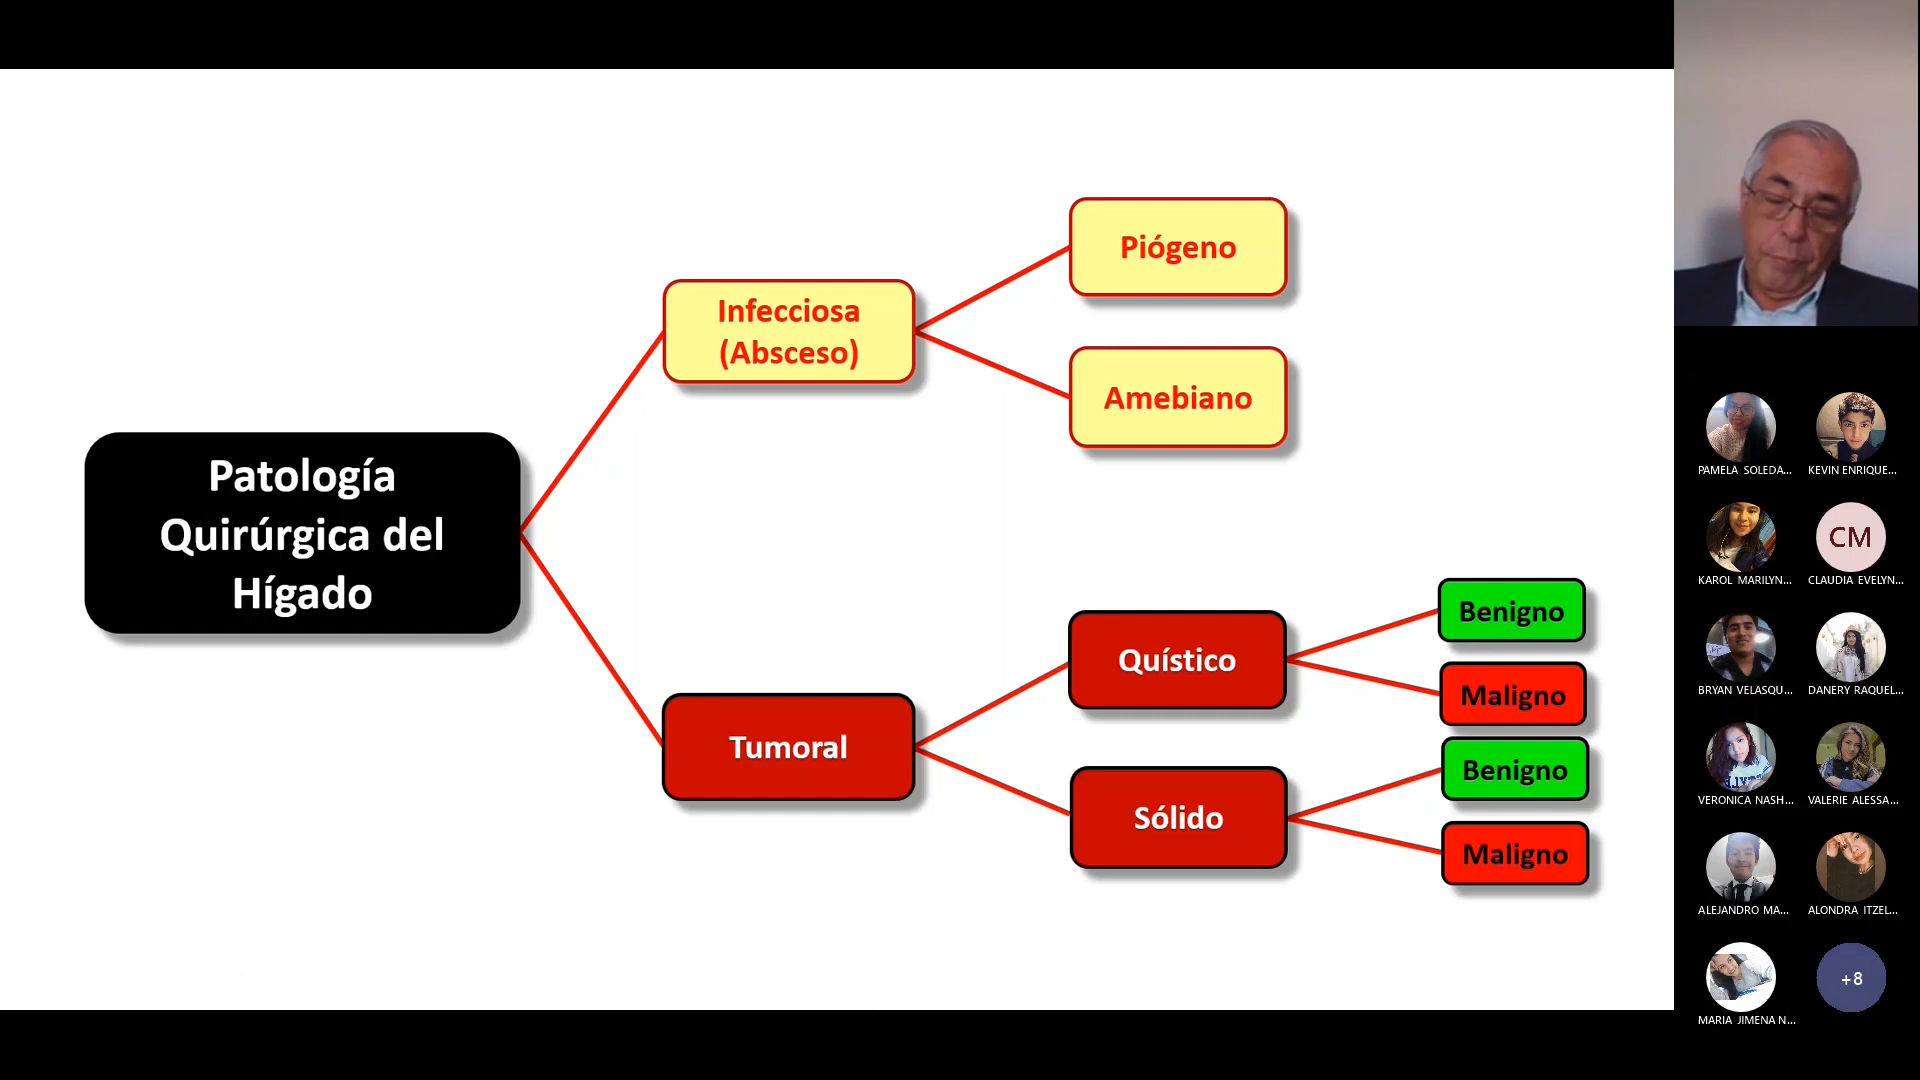 Patología
Quirúrgica del
Hígado
Infecciosa
(Absceso)
Piógeno
Amebiano
Tumoral
Quístico
Benigno
Maligno
Sólido
Benigno
Maligno
PAMELA SOLEDA...
KEVIN ENRIQUE...
KAROL MARILYN...
CM
CLAUDIA EVELYN...
BRYAN VELASQU...
DANERY RAQUEL...
VERONICA NASH...
VALERIE ALESSA...
ALEJANDRO MA...
ALONDRA ITZEL...
MARIA JIMENA N...
+8